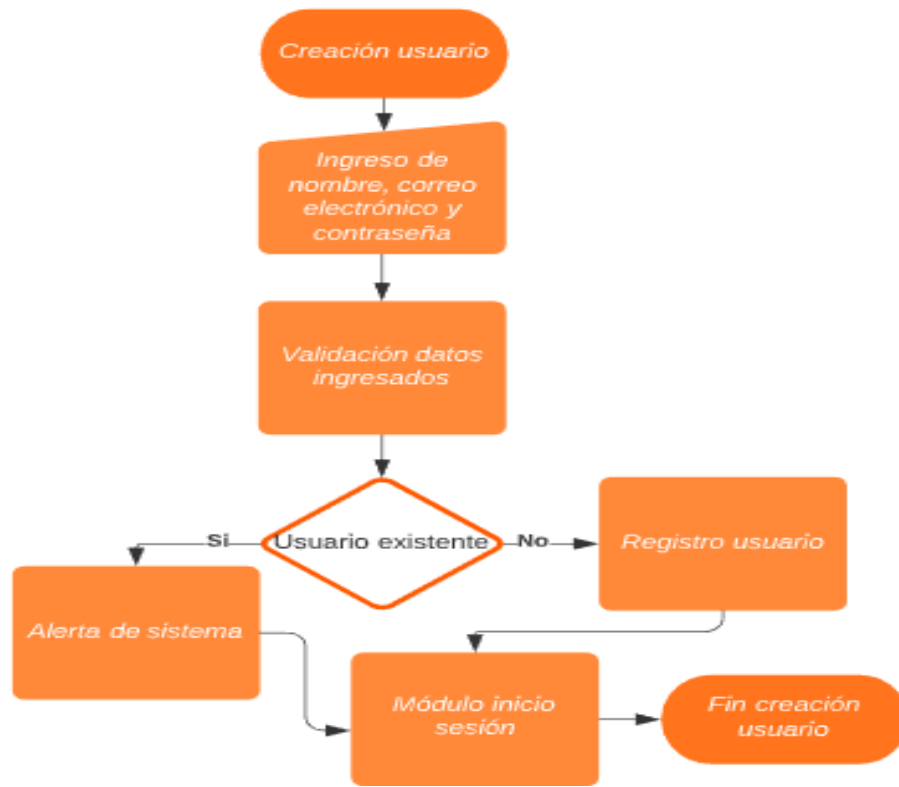 Creación usuario
Ingreso de
nombre, correo
electrónico y
contraseña
Validación datos
ingresados
Usuario existente
Si
No
Registro usuario
Alerta de sistema
Módulo inicio
sesión
Fin creación
usuario